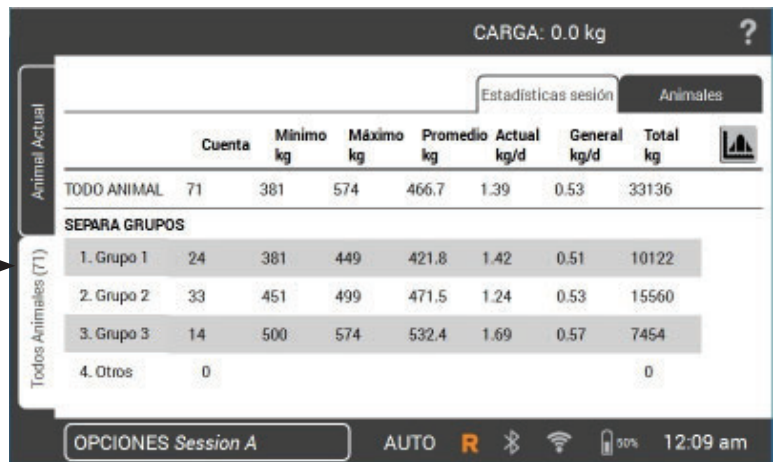 CARGA: 0.0 kg ?
Estadísticas sesión Animales
Animal Actual
Todos Animales (71)
Cuenta Mínimo kg Máximo kg Promedio kg Actual kg/d General kg/d Total kg
TODO ANIMAL 71 381 574 466.7 1.39 0.53 33136
SEPARA GRUPOS
1. Grupo 1 24 381 449 421.8 1.42 0.51 10122
2. Grupo 2 33 451 499 471.5 1.24 0.53 15560
3. Grupo 3 14 500 574 532.4 1.69 0.57 7454
4. Otros 0 0
OPCIONES Session A AUTO R 50% 12:09 am